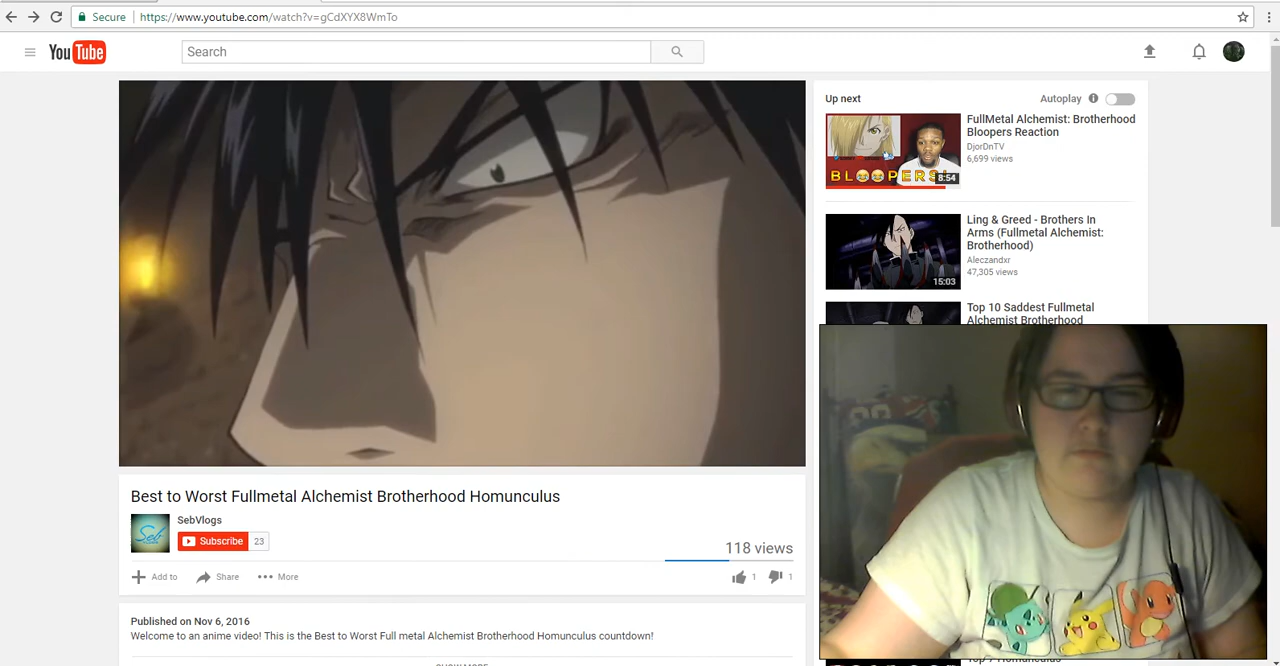 Secure
https://www.youtube.com/watch?v=gCdXYX8WmTo
YouTube
Search
Up next
Autoplay
FullMetal Alchemist: Brotherhood
Bloopers Reaction
DjorDnTV
6,699 views
8:54
Ling & Greed - Brothers In
Arms (Fullmetal Alchemist:
Brotherhood)
Aleczandxr
47,305 views
15:03
Top 10 Saddest Fullmetal
Alchemist Brotherhood
Best to Worst Fullmetal Alchemist Brotherhood Homunculus
SebVlogs
Seb
Subscribe
23
118 views
Add to
Share
More
1
1
Published on Nov 6, 2016
Welcome to an anime video! This is the Best to Worst Full metal Alchemist Brotherhood Homunculus countdown!